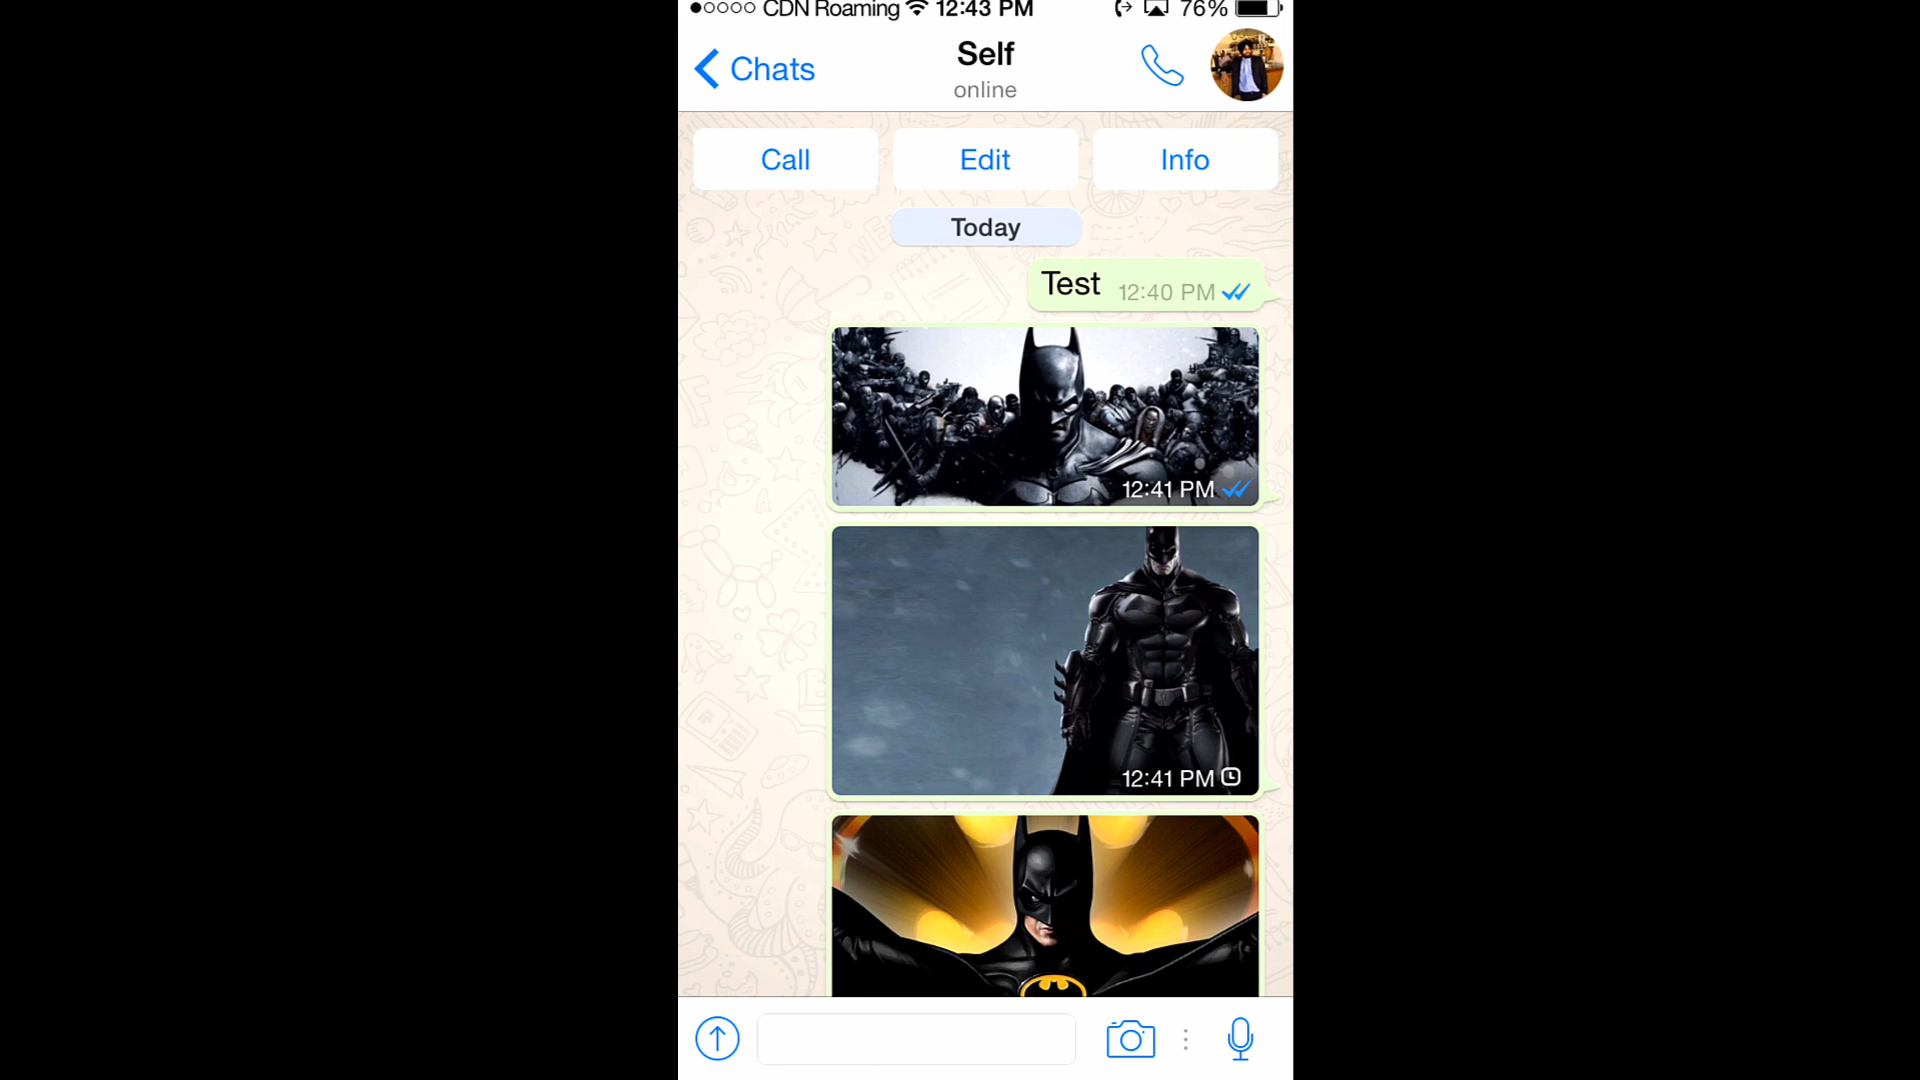 CDN Roaming 12:43 PM 76%
Chats Self
online
Call Edit Info
Today
Test 12:40 PM
12:41 PM
12:41 PM